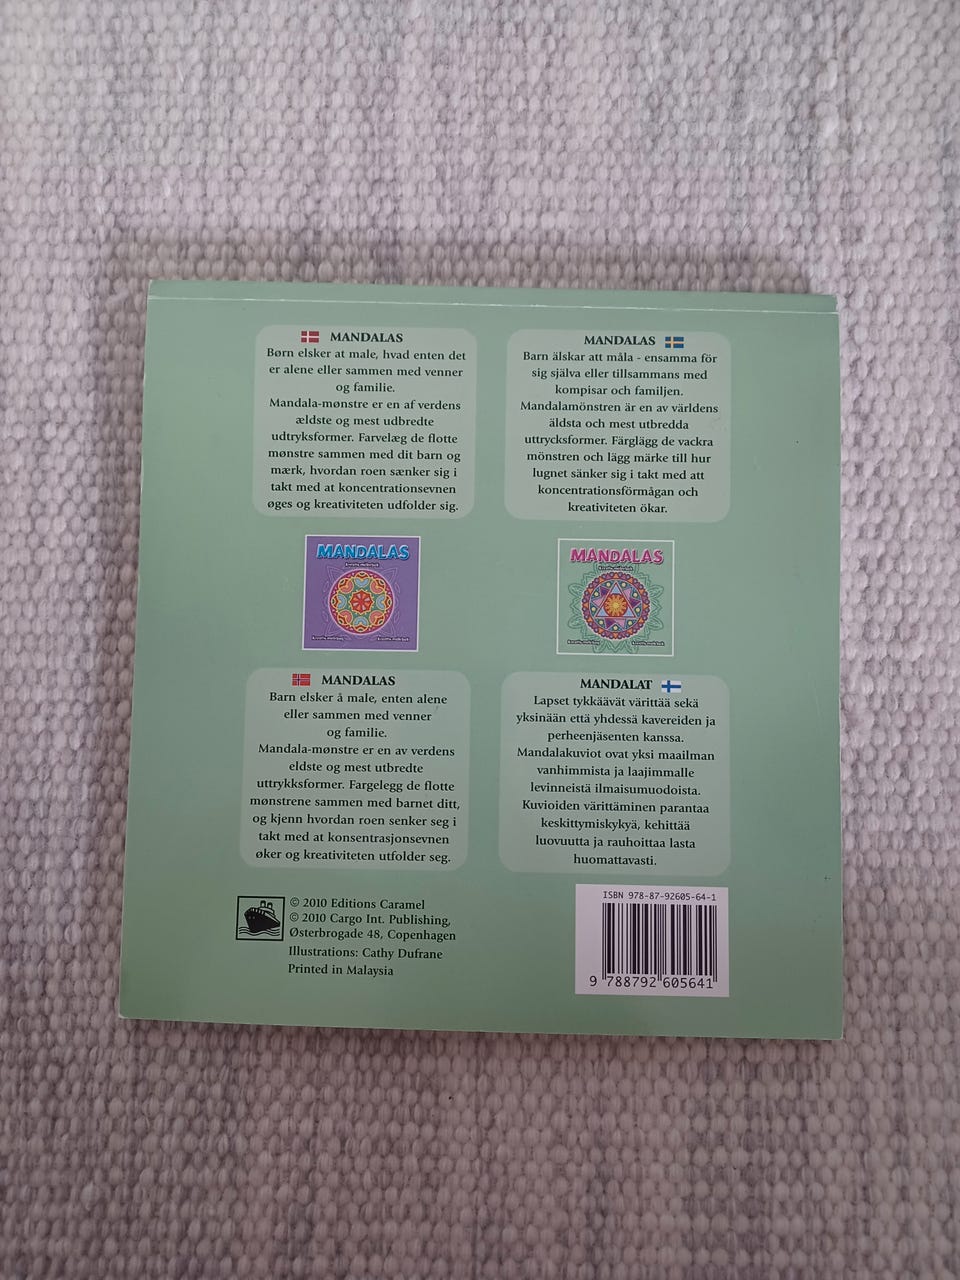 MANDALAS
Børn elsker at male, hvad enten det
er alene eller sammen med venner
og familie.
Mandala-mønstre er en af verdens
ældste og mest udbredte
udtryksformer. Farvelæg de flotte
mønstre sammen med dit barn og
mærk, hvordan roen sænker sig i
takt med at koncentrationsevnen
øges og kreativiteten udfolder sig.
MANDALAS
Barn älskar att måla - ensamma för
sig själva eller tillsammans med
kompisar och familjen.
Mandalamönstren är en av världens
äldsta och mest utbredda
uttrycksformer. Färglägg de vackra
mönstren och lägg märke till hur
lugnet sänker sig i takt med att
koncentrationsförmågan och
kreativiteten ökar.
MANDALAS
MANDALAS
MANDALAS
Barn elsker å male, enten alene
eller sammen med venner
og familie.
Mandala-mønstre er en av verdens
eldste og mest utbredte
uttrykksformer. Fargelegg de flotte
mønstrene sammen med barnet ditt,
og kjenn hvordan roen senker seg i
takt med at konsentrasjonsevnen
øker og kreativiteten utfolder seg.
MANDALAT
Lapset tykkäävät värittää sekä
yksinään että yhdessä kavereiden ja
perheenjäsenten kanssa.
Mandalakuviot ovat yksi maailman
vanhimmista ja laajimmalle
levinneistä ilmaisumuodoista.
Kuvioiden värittäminen parantaa
keskittymiskykyä, kehittää
luovuutta ja rauhoittaa lasta
huomattavasti.
© 2010 Editions Caramel
© 2010 Cargo Int. Publishing,
Østerbrogade 48, Copenhagen
Illustrations: Cathy Dufrane
Printed in Malaysia
ISBN 978-87-92605-64-1
9 788792 605641